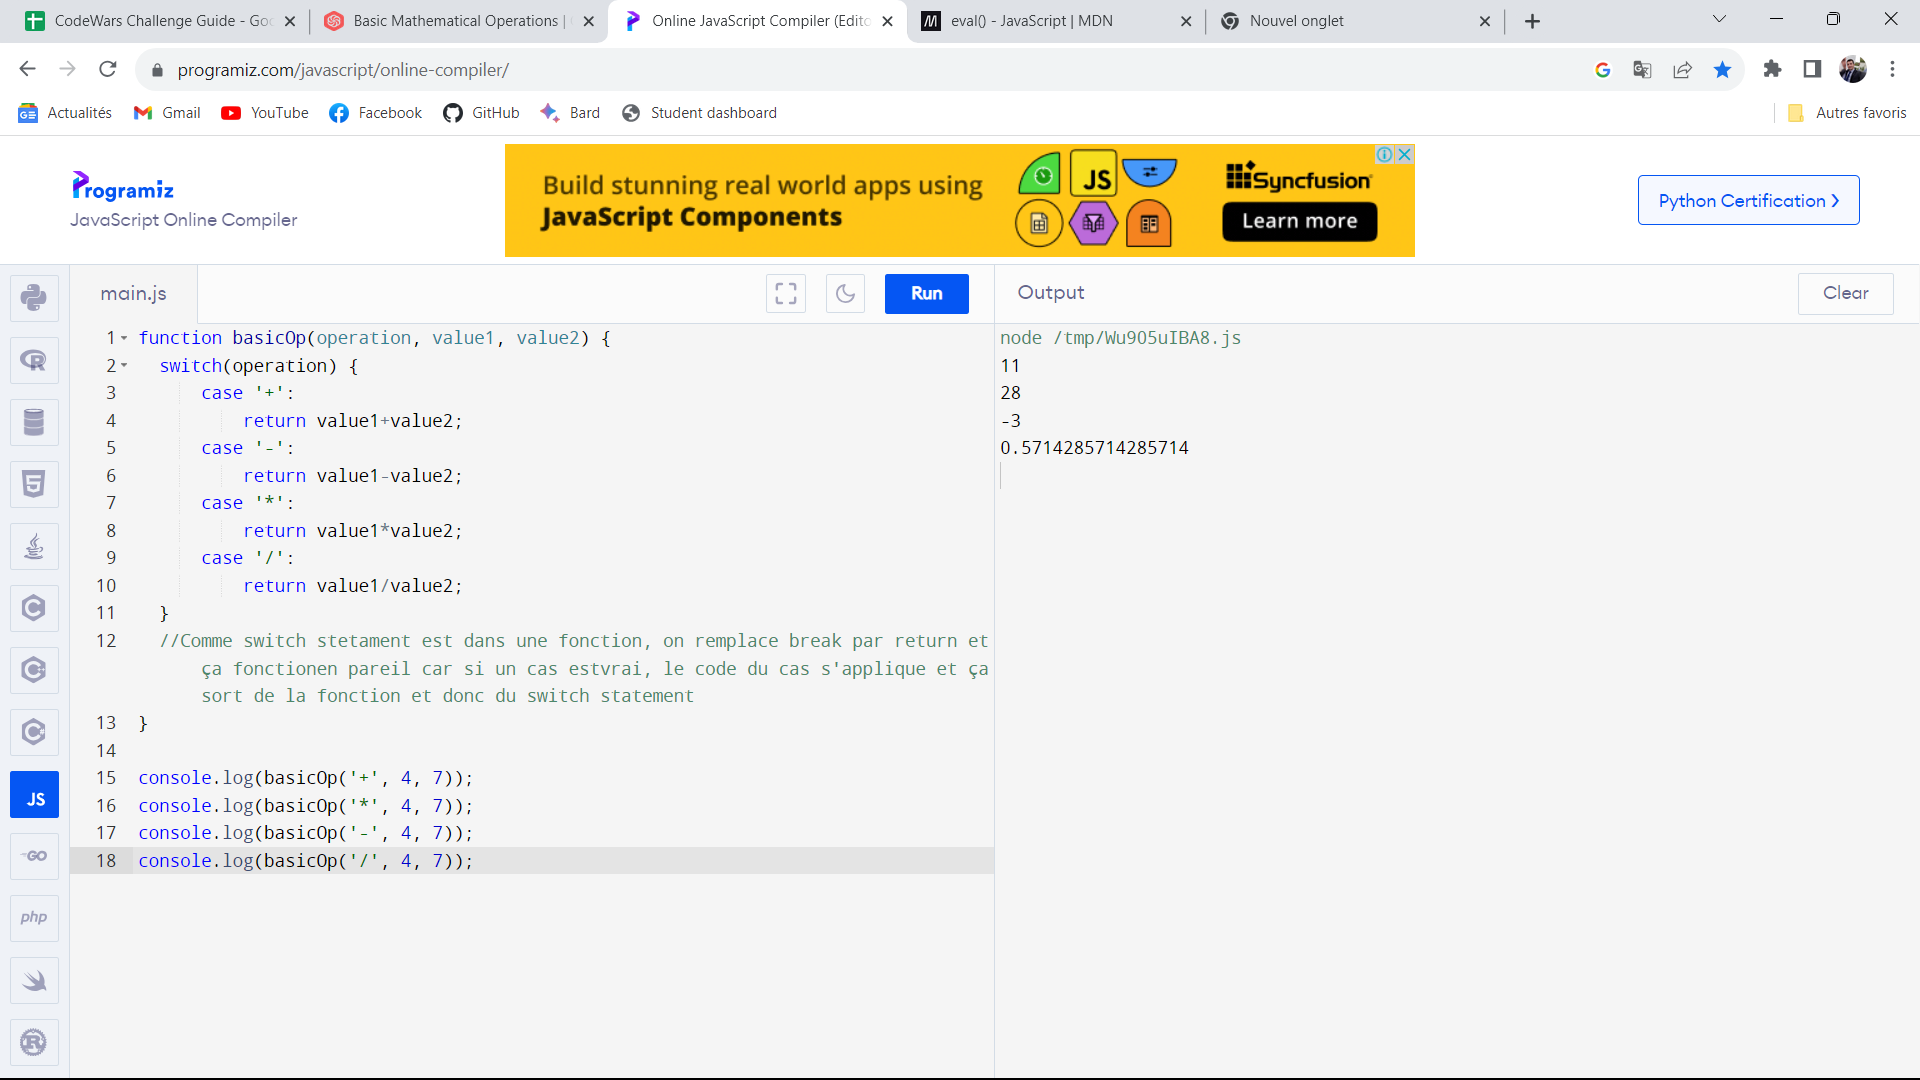 CodeWars Challenge Guide - Goo
Basic Mathematical Operations |
Online JavaScript Compiler (Edito
eval() - JavaScript | MDN
Nouvel onglet
programiz.com/javascript/online-compiler/
Actualités
Gmail
YouTube
Facebook
GitHub
Bard
Student dashboard
Autres favoris
Programiz
JavaScript Online Compiler
Build stunning real world apps using
JavaScript Components
JS
Syncfusion
Learn more
Python Certification
main.js
Run
Output
Clear
1 function basicOp(operation, value1, value2) {
2 switch(operation) {
3 case '+':
4 return value1+value2;
5 case '-':
6 return value1-value2;
7 case '*':
8 return value1*value2;
9 case '/':
10 return value1/value2;
11 }
12 //Comme switch stetament est dans une fonction, on remplace break par return et
ça fonctionen pareil car si un cas estvrai, le code du cas s'applique et ça
sort de la fonction et donc du switch statement
13 }
14
15 console.log(basicOp('+', 4, 7));
16 console.log(basicOp('*', 4, 7));
17 console.log(basicOp('-', 4, 7));
18 console.log(basicOp('/', 4, 7));
node /tmp/Wu9O5uIBA8.js
11
28
-3
0.5714285714285714
JS
GO
php